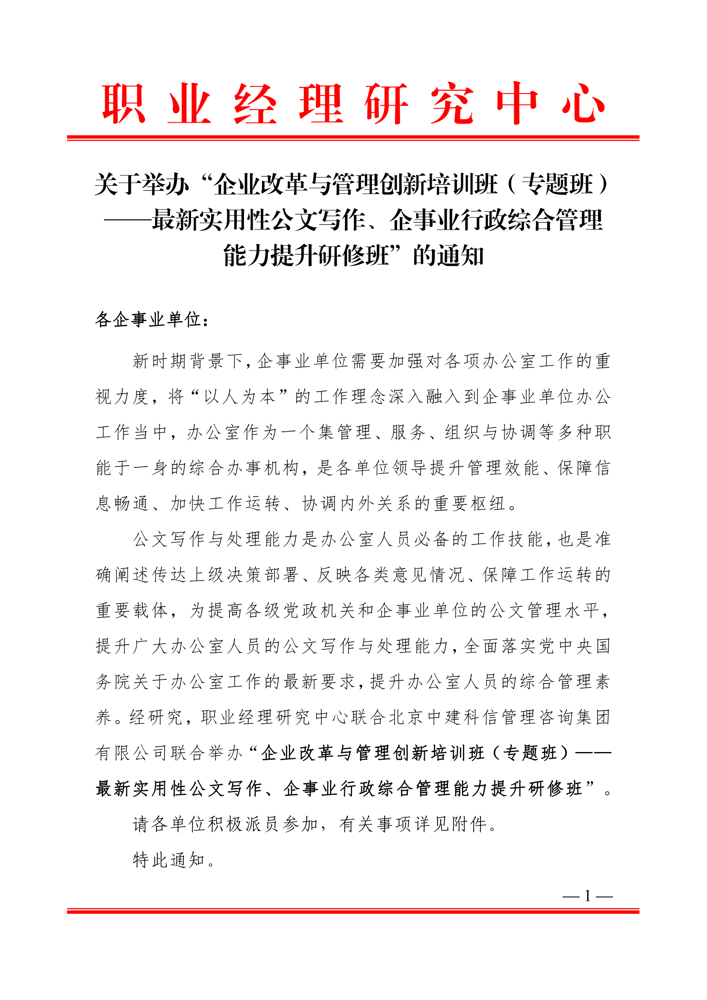 职业经理研究中心
关于举办“企业改革与管理创新培训班（专题班）
——最新实用性公文写作、企事业行政综合管理
能力提升研修班”的通知
各企事业单位：
新时期背景下，企事业单位需要加强对各项办公室工作的重
视力度，将“以人为本”的工作理念深入融入到企事业单位办公
工作当中，办公室作为一个集管理、服务、组织与协调等多种职
能于一身的综合办事机构，是各单位领导提升管理效能、保障信
息畅通、加快工作运转、协调内外关系的重要枢纽。
公文写作与处理能力是办公室人员必备的工作技能，也是准
确阐述传达上级决策部署、反映各类意见情况、保障工作运转的
重要载体，为提高各级党政机关和企事业单位的公文管理水平，
提升广大办公室人员的公文写作与处理能力，全面落实党中央国
务院关于办公室工作的最新要求，提升办公室人员的综合管理素
养。经研究，职业经理研究中心联合北京中建科信管理咨询集团
有限公司联合举办“企业改革与管理创新培训班（专题班）——
最新实用性公文写作、企事业行政综合管理能力提升研修班”。
请各单位积极派员参加，有关事项详见附件。
特此通知。
— 1 —